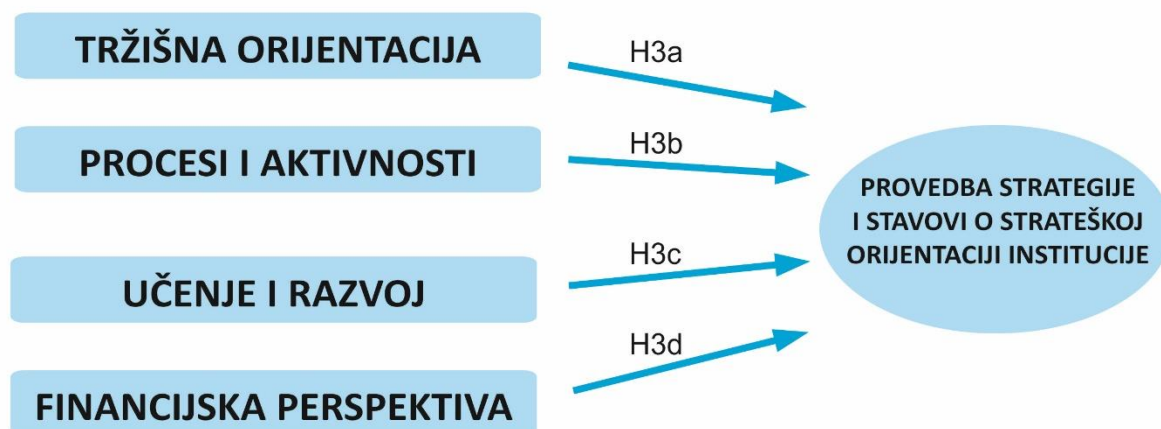 TRŽIŠNA ORIJENTACIJA
H3a
PROCESI I AKTIVNOSTI
H3b
PROVEDBA STRATEGIJE
I STAVOVI O STRATEŠKOJ
ORIJENTACIJI INSTITUCIJE
UČENJE I RAZVOJ
H3c
H3d
FINANCIJSKA PERSPEKTIVA